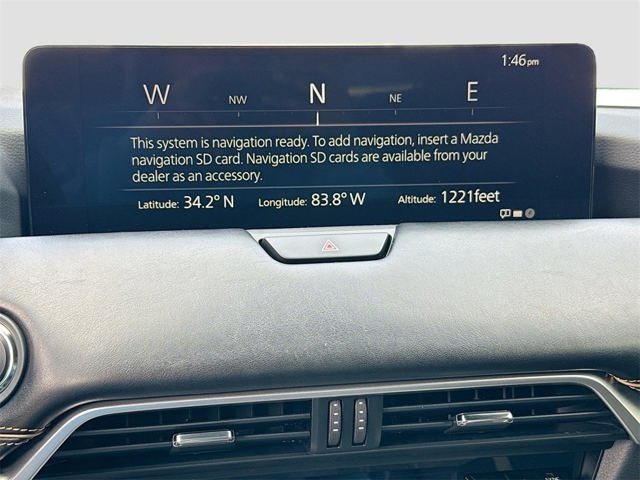 1:46pm
W NW N NE E
This system is navigation ready. To add navigation, insert a Mazda
navigation SD card. Navigation SD cards are available from your
dealer as an accessory.
Latitude: 34.2° N Longitude: 83.8° W Altitude: 1221feet